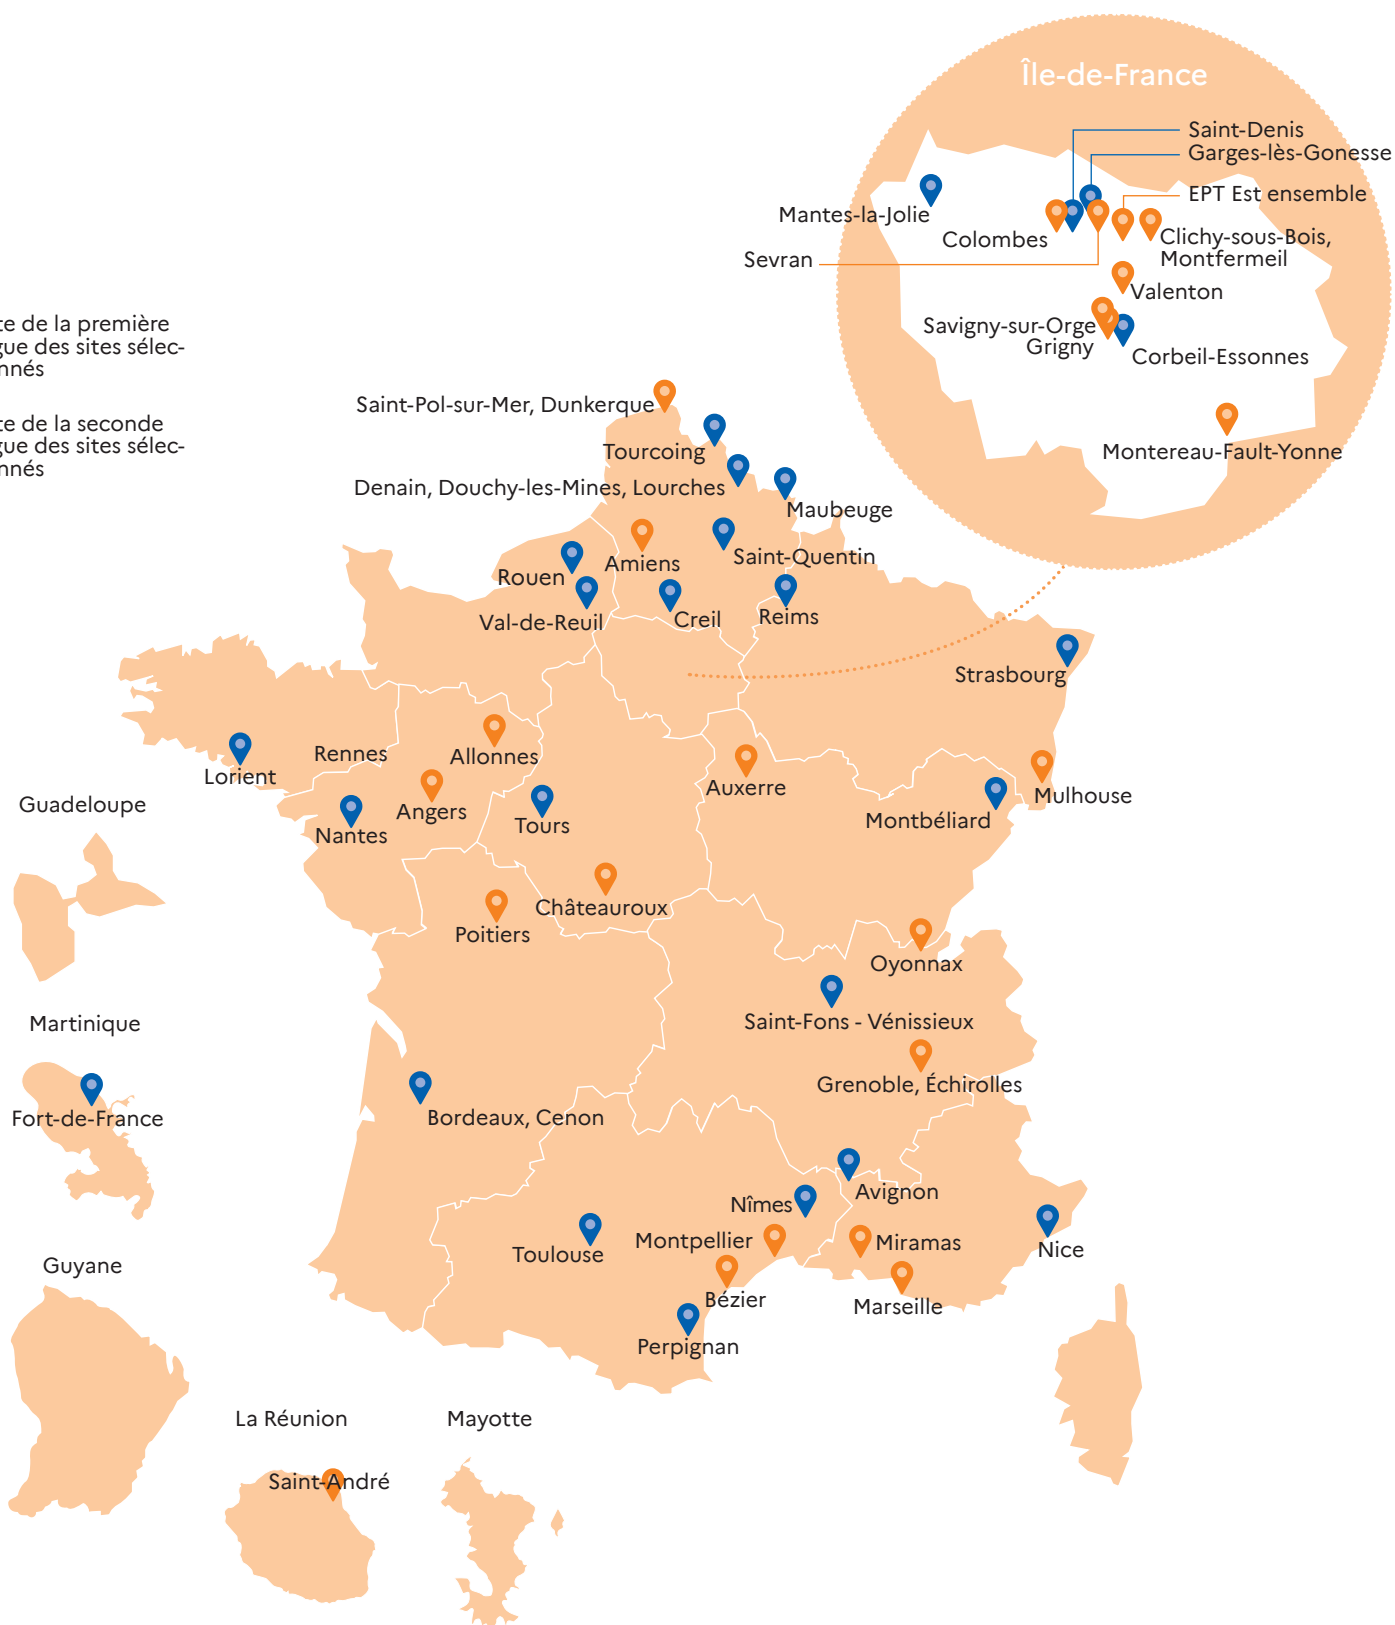 Île-de-France
Saint-Denis
Garges-lès-Gonesse
EPT Est ensemble
Mantes-la-Jolie
Colombes
Clichy-sous-Bois,
Montfermeil
Sevran
Valenton
Savigny-sur-Orge
Grigny
Corbeil-Essonnes
Montereau-Fault-Yonne
te de la première
gue des sites sélec-
nnés
te de la seconde
gue des sites sélec-
nnés
Saint-Pol-sur-Mer, Dunkerque
Tourcoing
Denain, Douchy-les-Mines, Lourches
Maubeuge
Saint-Quentin
Amiens
Rouen
Val-de-Reuil
Creil
Reims
Strasbourg
Rennes
Allonnes
Lorient
Auxerre
Mulhouse
Angers
Nantes
Tours
Montbéliard
Châteauroux
Poitiers
Oyonnax
Saint-Fons - Vénissieux
Grenoble, Échirolles
Bordeaux, Cenon
Avignon
Nîmes
Montpellier
Miramas
Toulouse
Nice
Bézier
Marseille
Perpignan
Guadeloupe
Martinique
Fort-de-France
Guyane
La Réunion
Saint-André
Mayotte